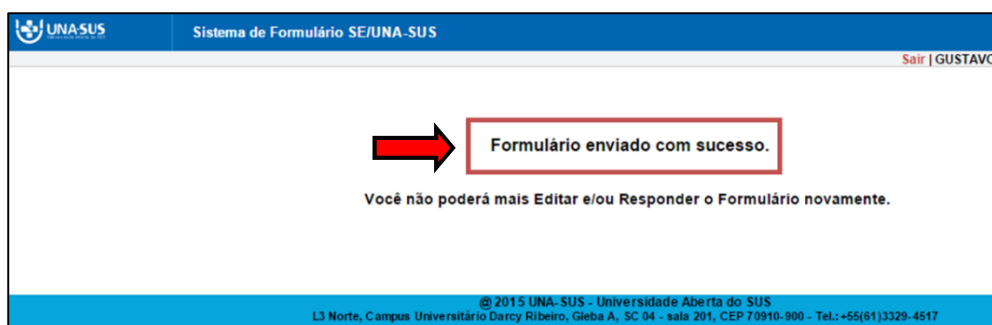 UNA-SUS
Sistema de Formulário SE/UNA-SUS
Sair | GUSTAVO
Formulário enviado com sucesso.
Você não poderá mais Editar e/ou Responder o Formulário novamente.
@ 2015 UNA- SUS - Universidade Aberta do SUS
L3 Norte, Campus Universitário Darcy Ribeiro, Gleba A, SC 04 - sala 201, CEP 70910-900 - Tel.: +55(61)3329-4517